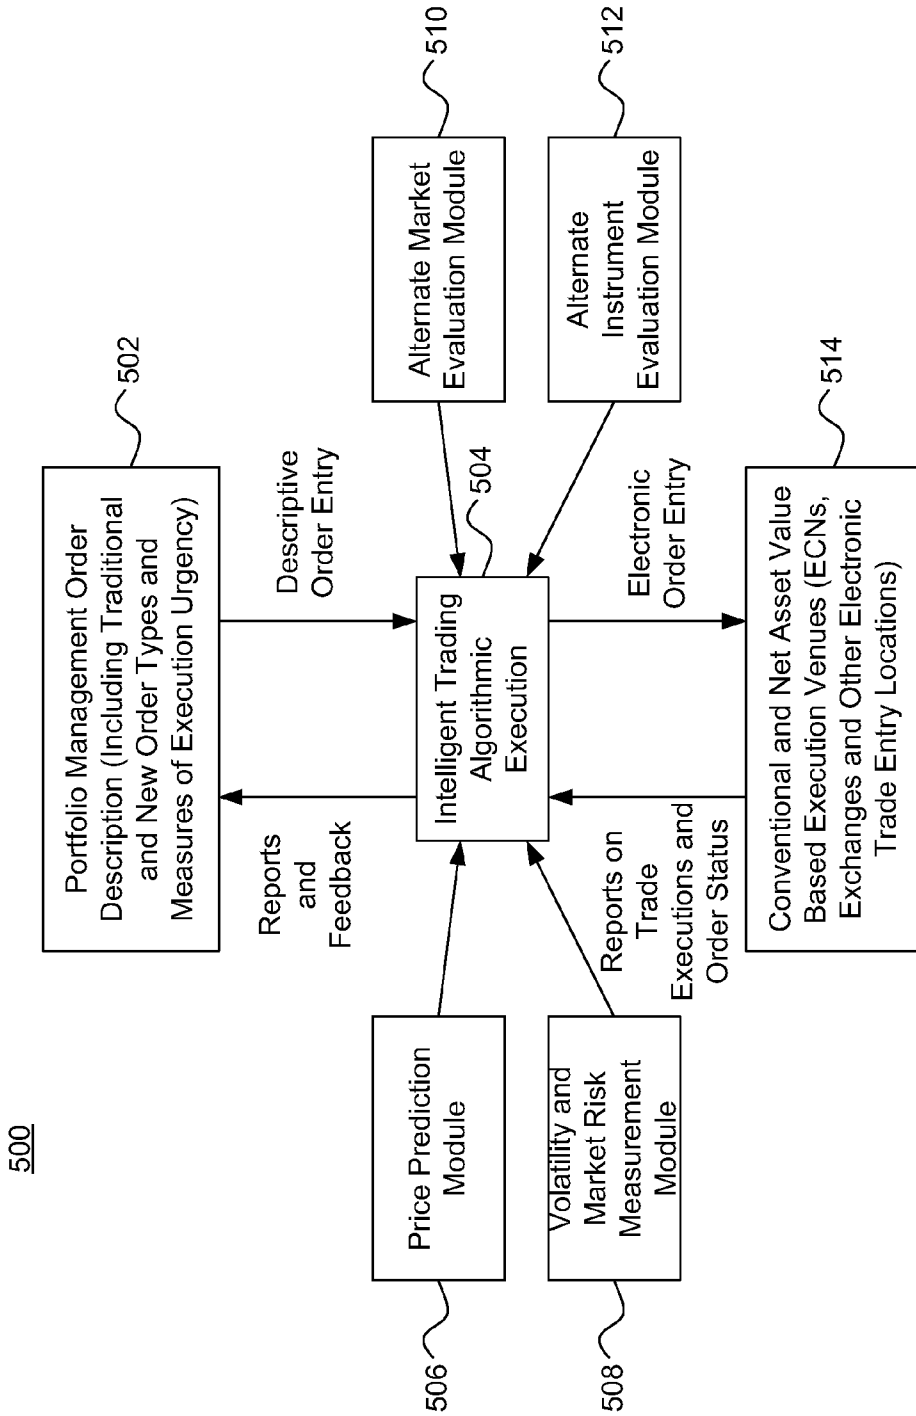 500
502
Portfolio Management Order
Description (Including Traditional
and New Order Types and
Measures of Execution Urgency)
Reports
and
Feedback
Descriptive
Order Entry
506
Price Prediction
Module
508
Volatility and
Market Risk
Measurement
Module
504
Intelligent Trading
Algorithmic
Execution
510
Alternate Market
Evaluation Module
512
Alternate
Instrument
Evaluation Module
Reports on
Trade
Executions and
Order Status
Electronic
Order Entry
514
Conventional and Net Asset Value
Based Execution Venues (ECNs,
Exchanges and Other Electronic
Trade Entry Locations)